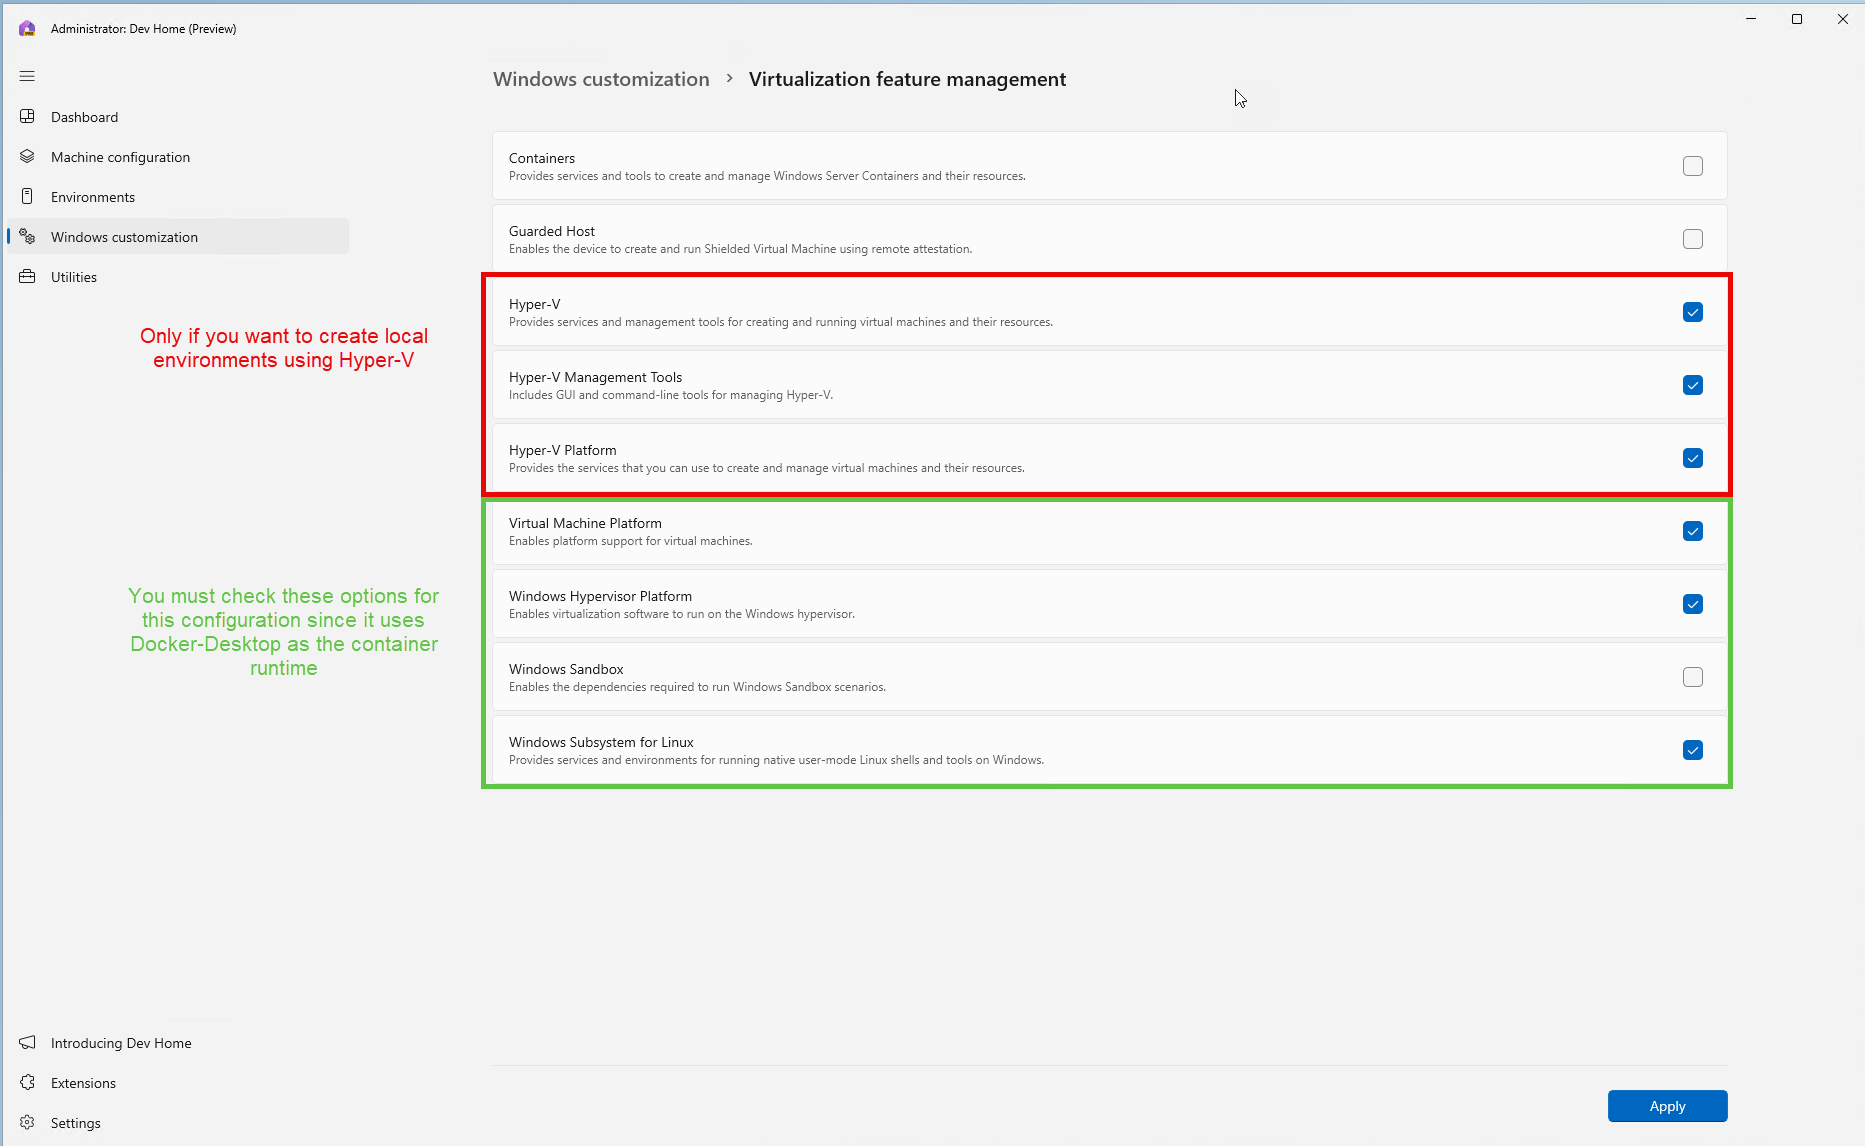 Administrator: Dev Home (Preview)
Windows customization > Virtualization feature management
Dashboard
Machine configuration
Environments
Windows customization
Utilities
Only if you want to create local
environments using Hyper-V
You must check these options for
this configuration since it uses
Docker-Desktop as the container
runtime
Introducing Dev Home
Extensions
Settings
Containers
Provides services and tools to create and manage Windows Server Containers and their resources.
Guarded Host
Enables the device to create and run Shielded Virtual Machine using remote attestation.
Hyper-V
Provides services and management tools for creating and running virtual machines and their resources.
Hyper-V Management Tools
Includes GUI and command-line tools for managing Hyper-V.
Hyper-V Platform
Provides the services that you can use to create and manage virtual machines and their resources.
Virtual Machine Platform
Enables platform support for virtual machines.
Windows Hypervisor Platform
Enables virtualization software to run on the Windows hypervisor.
Windows Sandbox
Enables the dependencies required to run Windows Sandbox scenarios.
Windows Subsystem for Linux
Provides services and environments for running native user-mode Linux shells and tools on Windows.
Apply